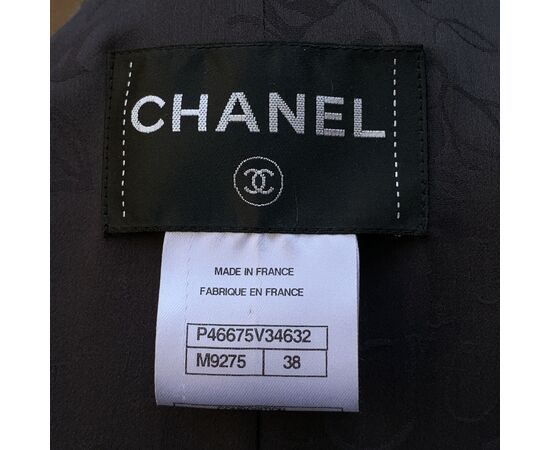 CHANEL
MADE IN FRANCE
FABRIQUE EN FRANCE
P46675V34632
M9275 38